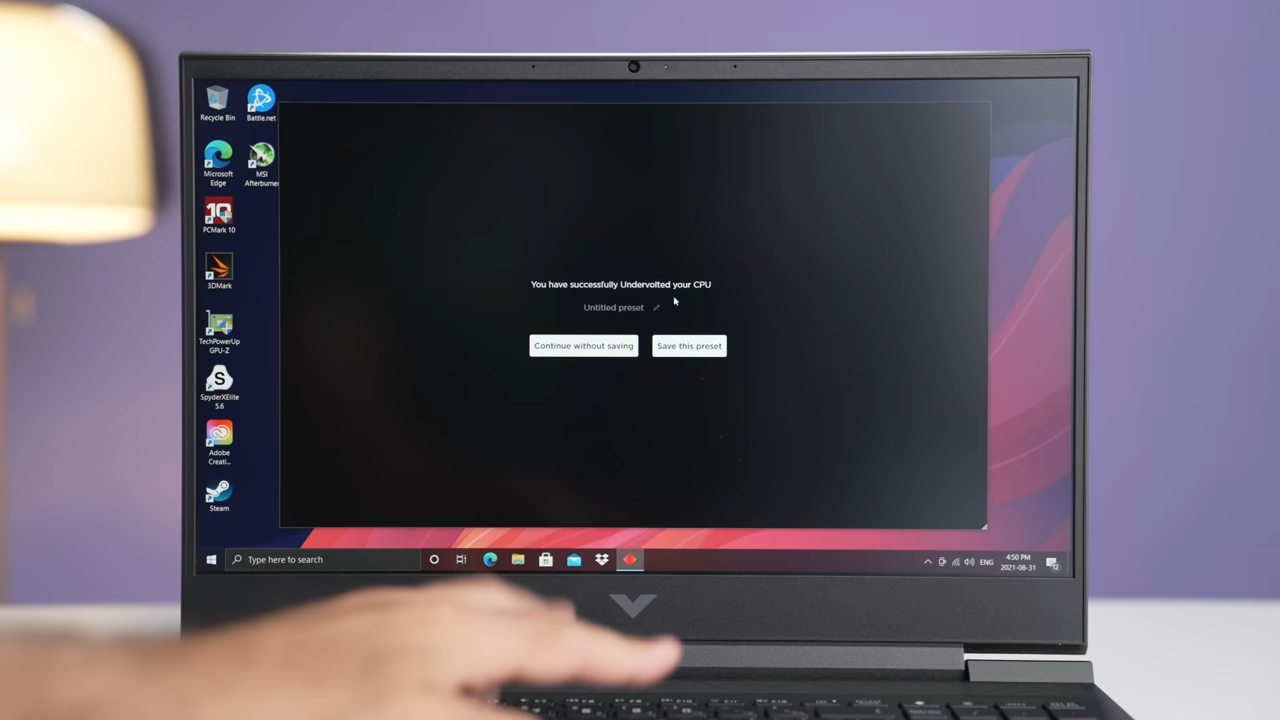 Recycle Bin
Battle.net
Microsoft
Edge
MSI
Afterburner
10
PCMark 10
3DMark
TechPowerUp
GPU-Z
S
SpyderXElite
5.6
Adobe
Creati...
Steam
You have successfully Undervolted your CPU
Untitled preset
Continue without saving
Save this preset
Type here to search
ENG
4:50 PM
2021-08-31
12